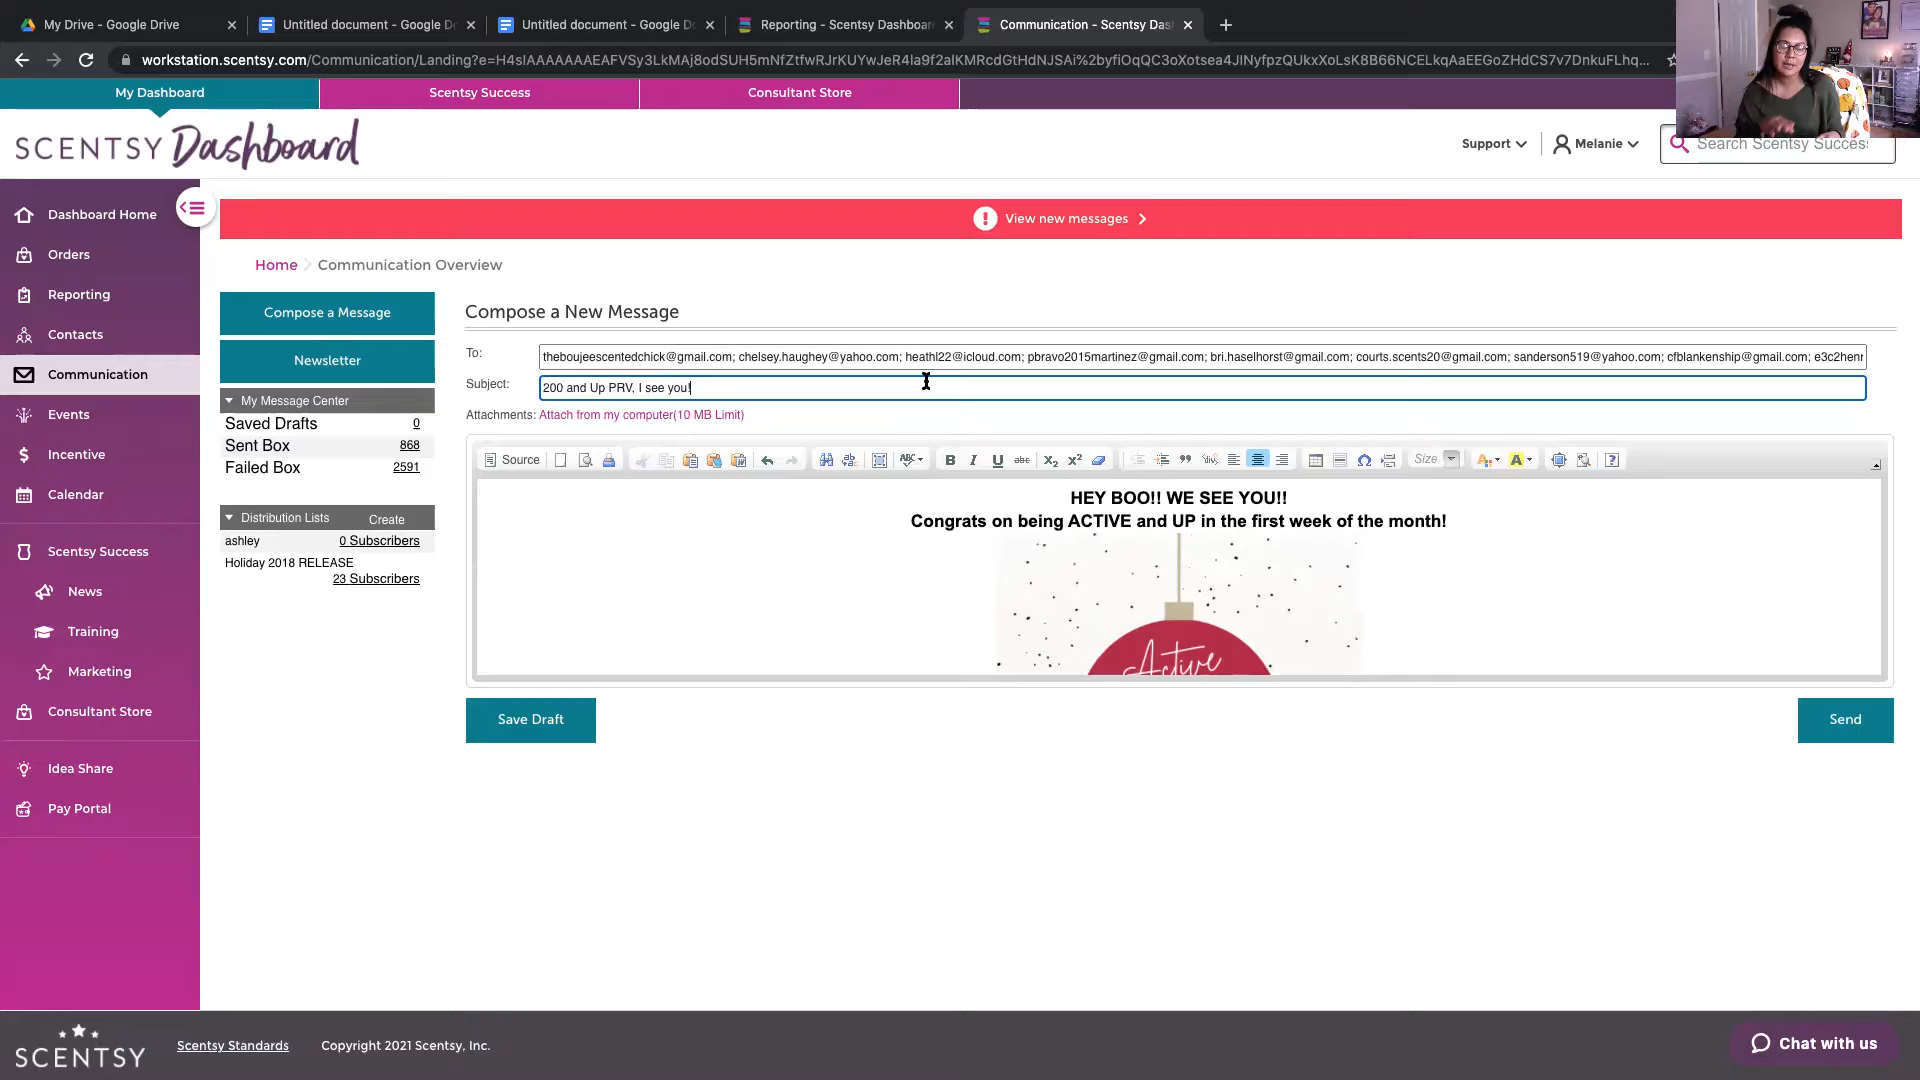 My Drive - Google Drive
Untitled document - Google Do
Untitled document - Google Do
Reporting - Scentsy Dashboar
Communication - Scentsy Das
My Dashboard
Scentsy Success
Consultant Store
SCENTSY Dashboard
Support
Melanie
Search Scentsy Success
Dashboard Home
Orders
Reporting
Contacts
Communication
Events
Incentive
Calendar
Scentsy Success
News
Training
Marketing
Consultant Store
Idea Share
Pay Portal
View new messages
Home
Communication Overview
Compose a Message
Newsletter
My Message Center
Saved Drafts 0
Sent Box 868
Failed Box 2591
Distribution Lists Create
ashley 0 Subscribers
Holiday 2018 RELEASE
23 Subscribers
Compose a New Message
To: theboujeescentedchick@gmail.com; chelsey.haughey@yahoo.com; heathl22@icloud.com; pbravo2015martinez@gmail.com; bri.haselhorst@gmail.com; courts.scents20@gmail.com; sanderson519@yahoo.com; cfblankenship@gmail.com; e3c2henr
Subject: 200 and Up PRV, I see you!
Attachments: Attach from my computer(10 MB Limit)
Source
ABC
B I U abc X2 X2
Size
HEY BOO!! WE SEE YOU!!
Congrats on being ACTIVE and UP in the first week of the month!
Active
Save Draft
Send
SCENTSY
Scentsy Standards
Copyright 2021 Scentsy, Inc.
Chat with us